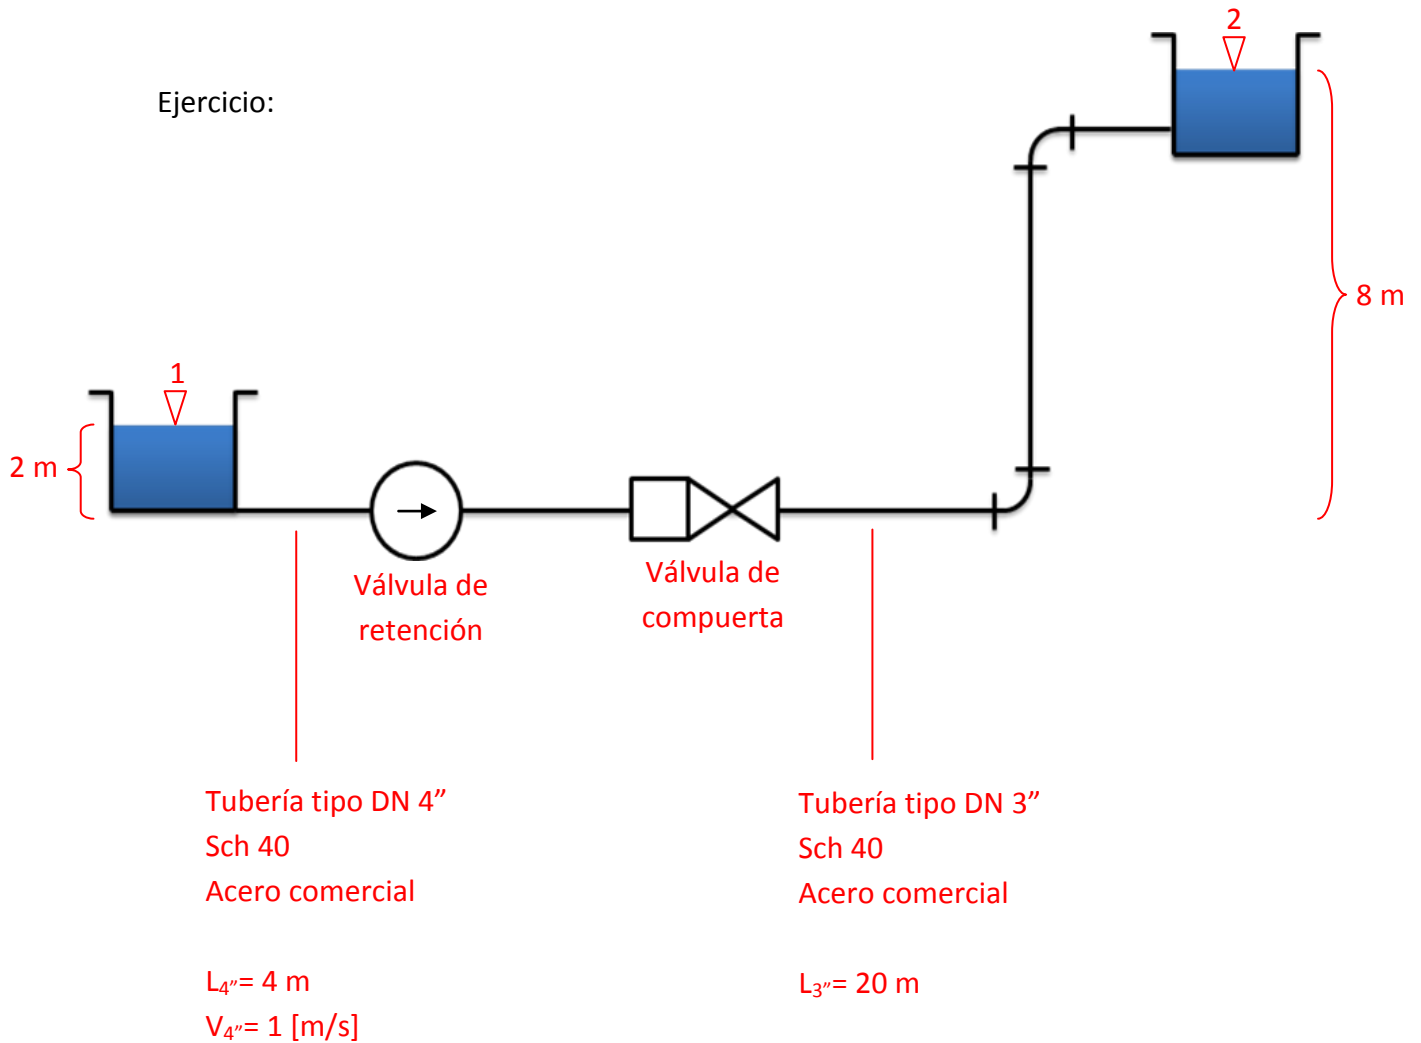 2
Ejercicio:
8 m
1
2 m
Válvula de
retención
Válvula de
compuerta
Tubería tipo DN 4”
Sch 40
Acero comercial
L4”= 4 m
V4”= 1 [m/s]
Tubería tipo DN 3”
Sch 40
Acero comercial
L3”= 20 m